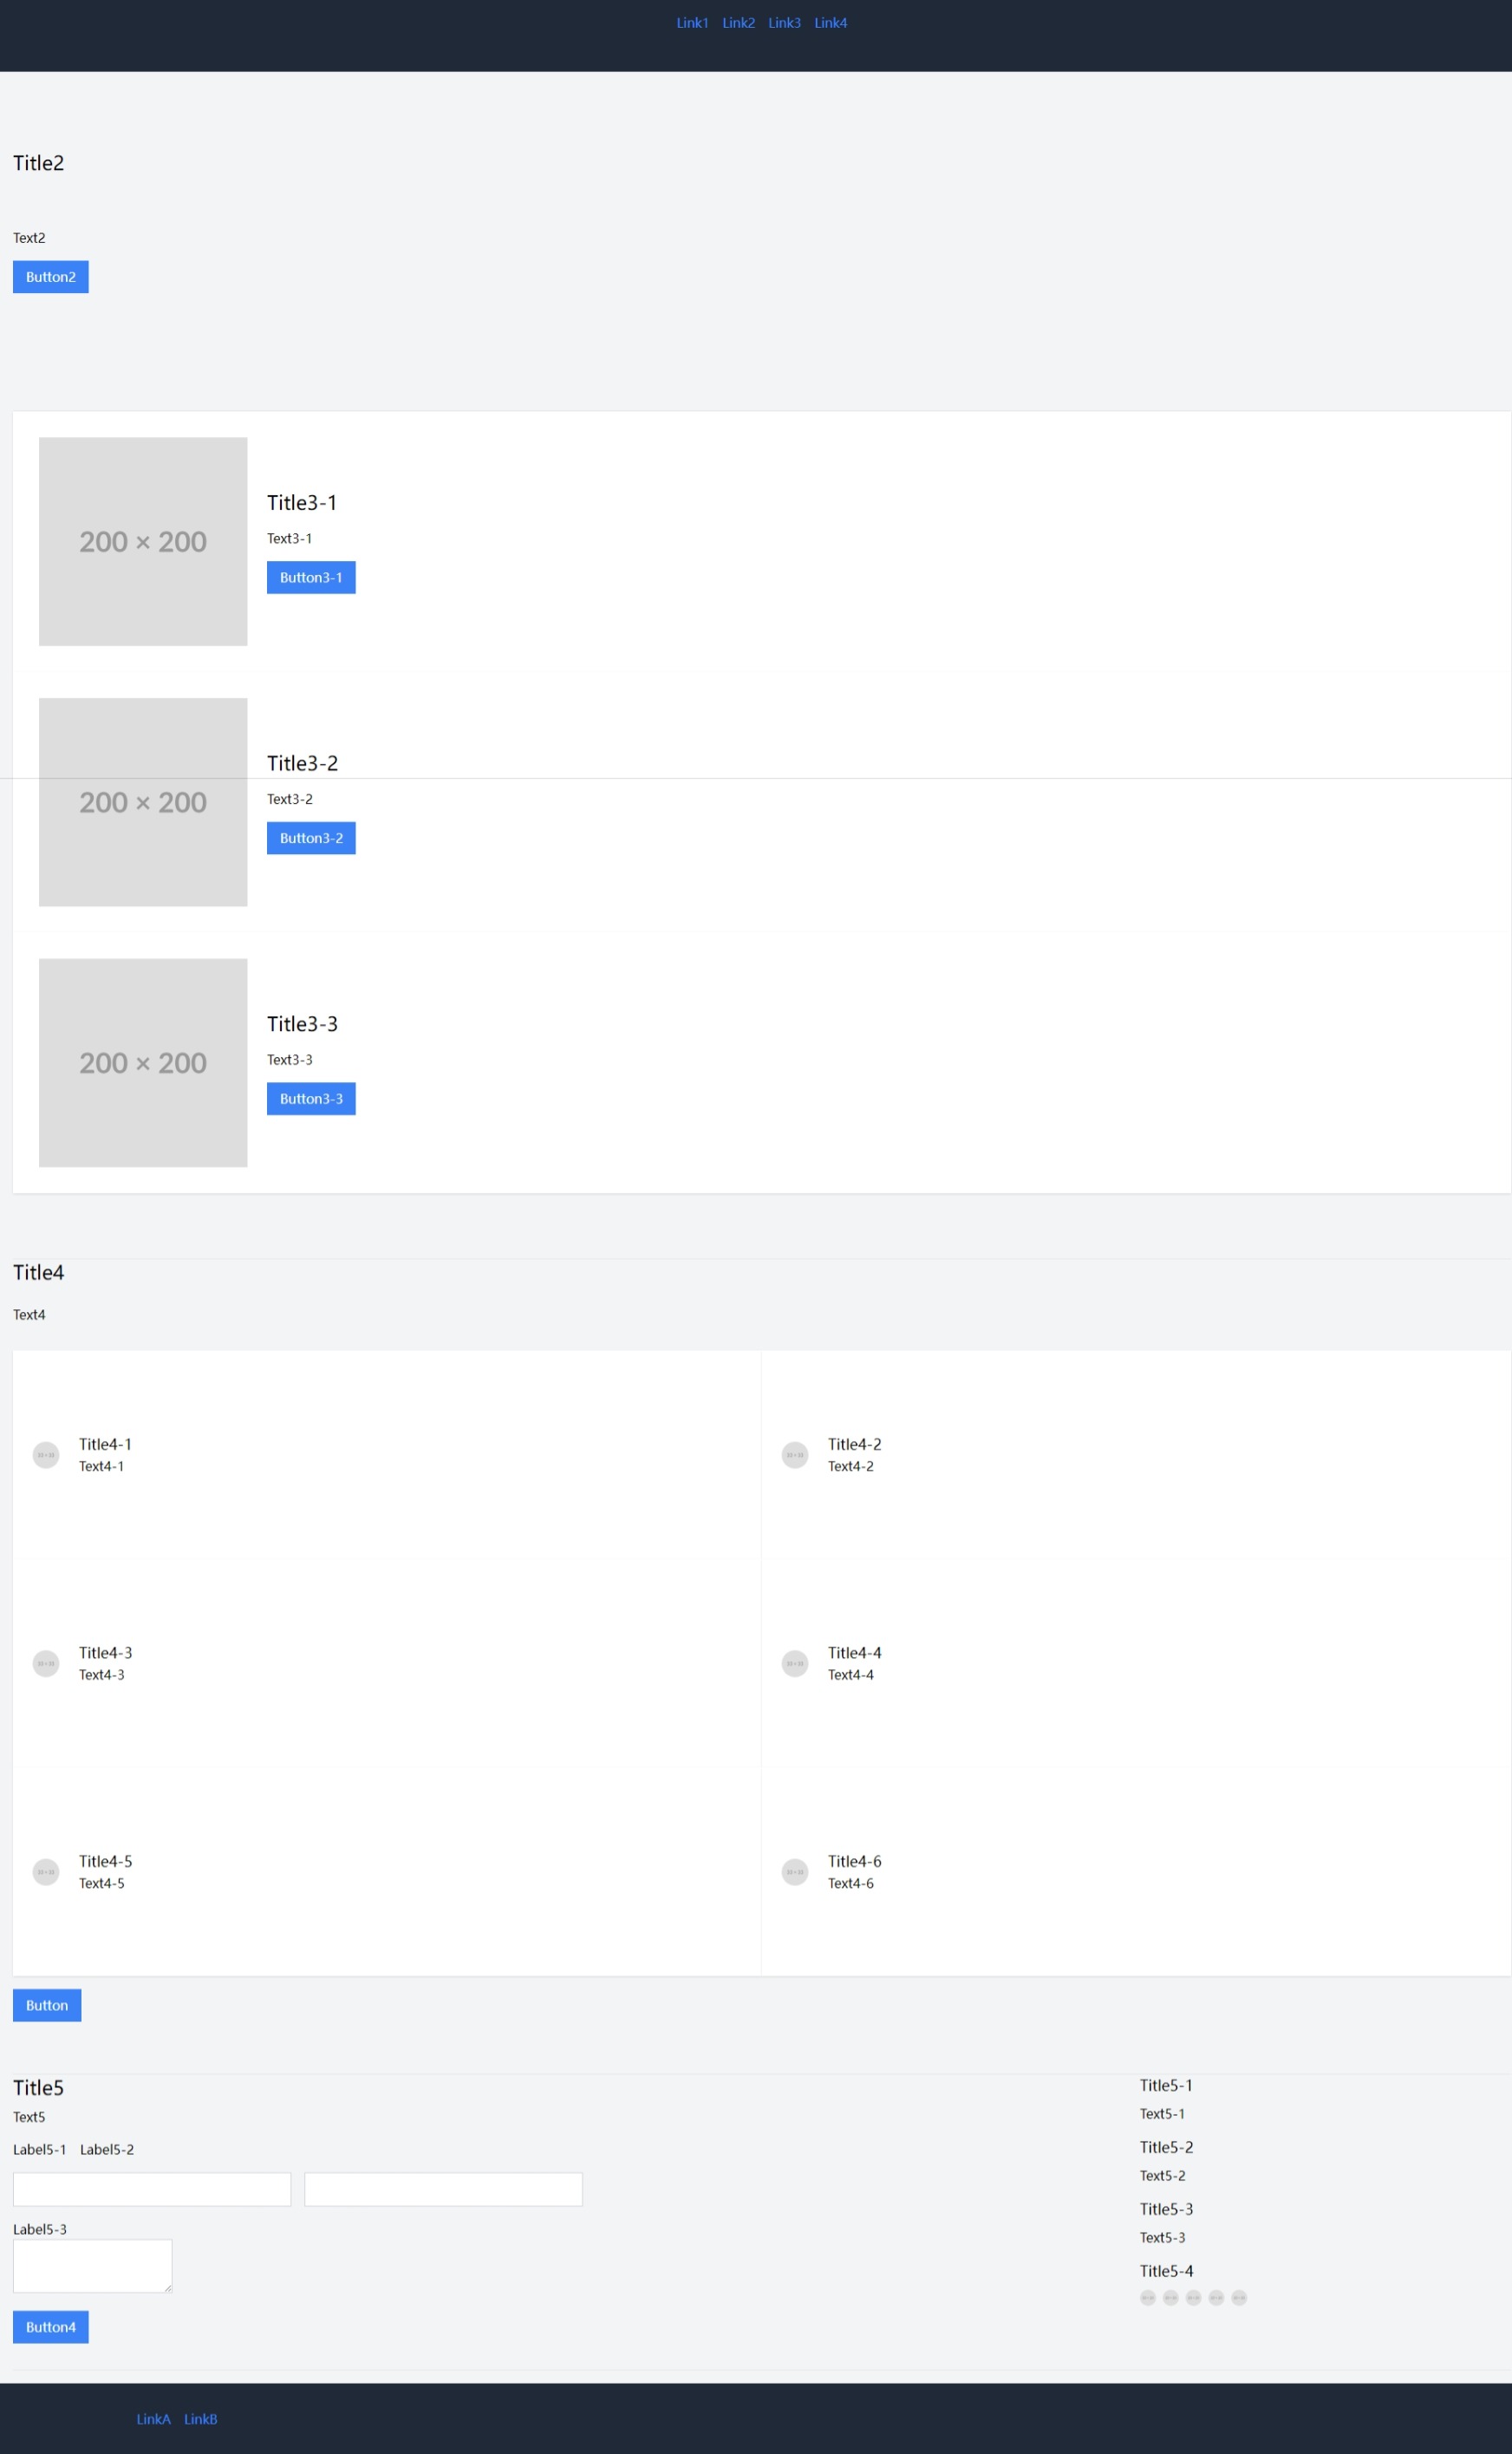 Link1 Link2 Link3 Link4
Title2
Text2
Button2
200 × 200
Title3-1
Text3-1
Button3-1
200 × 200
Title3-2
Text3-2
Button3-2
200 × 200
Title3-3
Text3-3
Button3-3
Title4
Text4
Title4-1
Text4-1
Title4-2
Text4-2
Title4-3
Text4-3
Title4-4
Text4-4
Title4-5
Text4-5
Title4-6
Text4-6
Button
Title5
Text5
Label5-1 Label5-2
Label5-3
Button4
Title5-1
Text5-1
Title5-2
Text5-2
Title5-3
Text5-3
Title5-4
LinkA LinkB